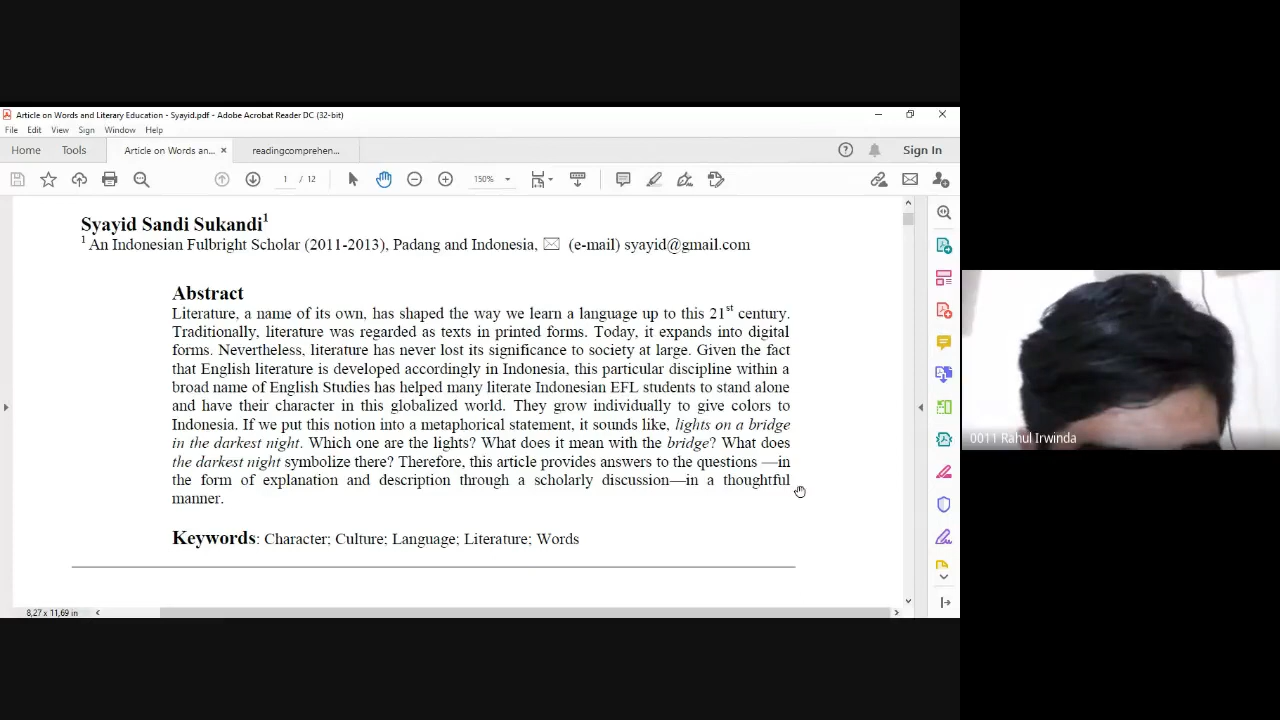 Article on Words and Literary Education - Syayid.pdf - Adobe Acrobat Reader DC (32-bit)
File Edit View Sign Window Help
Home Tools Article on Words an... × readingcomprehen... Sign In
1 / 12 150%
Syayid Sandi Sukandi1
1 An Indonesian Fulbright Scholar (2011-2013), Padang and Indonesia, (e-mail) syayid@gmail.com
Abstract
Literature, a name of its own, has shaped the way we learn a language up to this 21st century.
Traditionally, literature was regarded as texts in printed forms. Today, it expands into digital
forms. Nevertheless, literature has never lost its significance to society at large. Given the fact
that English literature is developed accordingly in Indonesia, this particular discipline within a
broad name of English Studies has helped many literate Indonesian EFL students to stand alone
and have their character in this globalized world. They grow individually to give colors to
Indonesia. If we put this notion into a metaphorical statement, it sounds like, lights on a bridge
in the darkest night. Which one are the lights? What does it mean with the bridge? What does
the darkest night symbolize there? Therefore, this article provides answers to the questions —in
the form of explanation and description through a scholarly discussion—in a thoughtful
manner.
Keywords: Character; Culture; Language; Literature; Words
8,27 x 11,69 in
0011 Rahul Irwinda